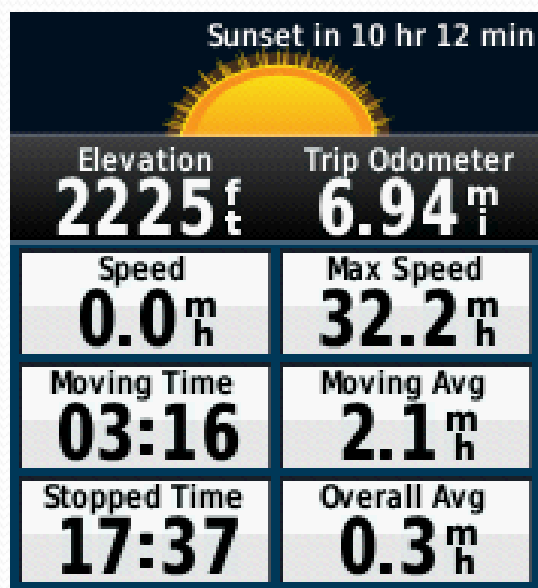 Sunset in 10 hr 12 min
Elevation Trip Odometer
2225 ft 6.94 mi
Speed Max Speed
0.0 mh 32.2 mh
Moving Time Moving Avg
03:16 2.1 mh
Stopped Time Overall Avg
17:37 0.3 mh